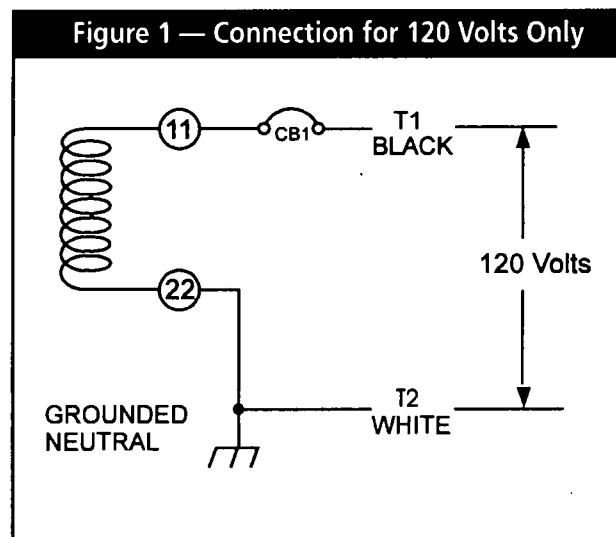 Figure 1 — Connection for 120 Volts Only
11
CB1
T1
BLACK
120 Volts
22
GROUNDED
NEUTRAL
T2
WHITE